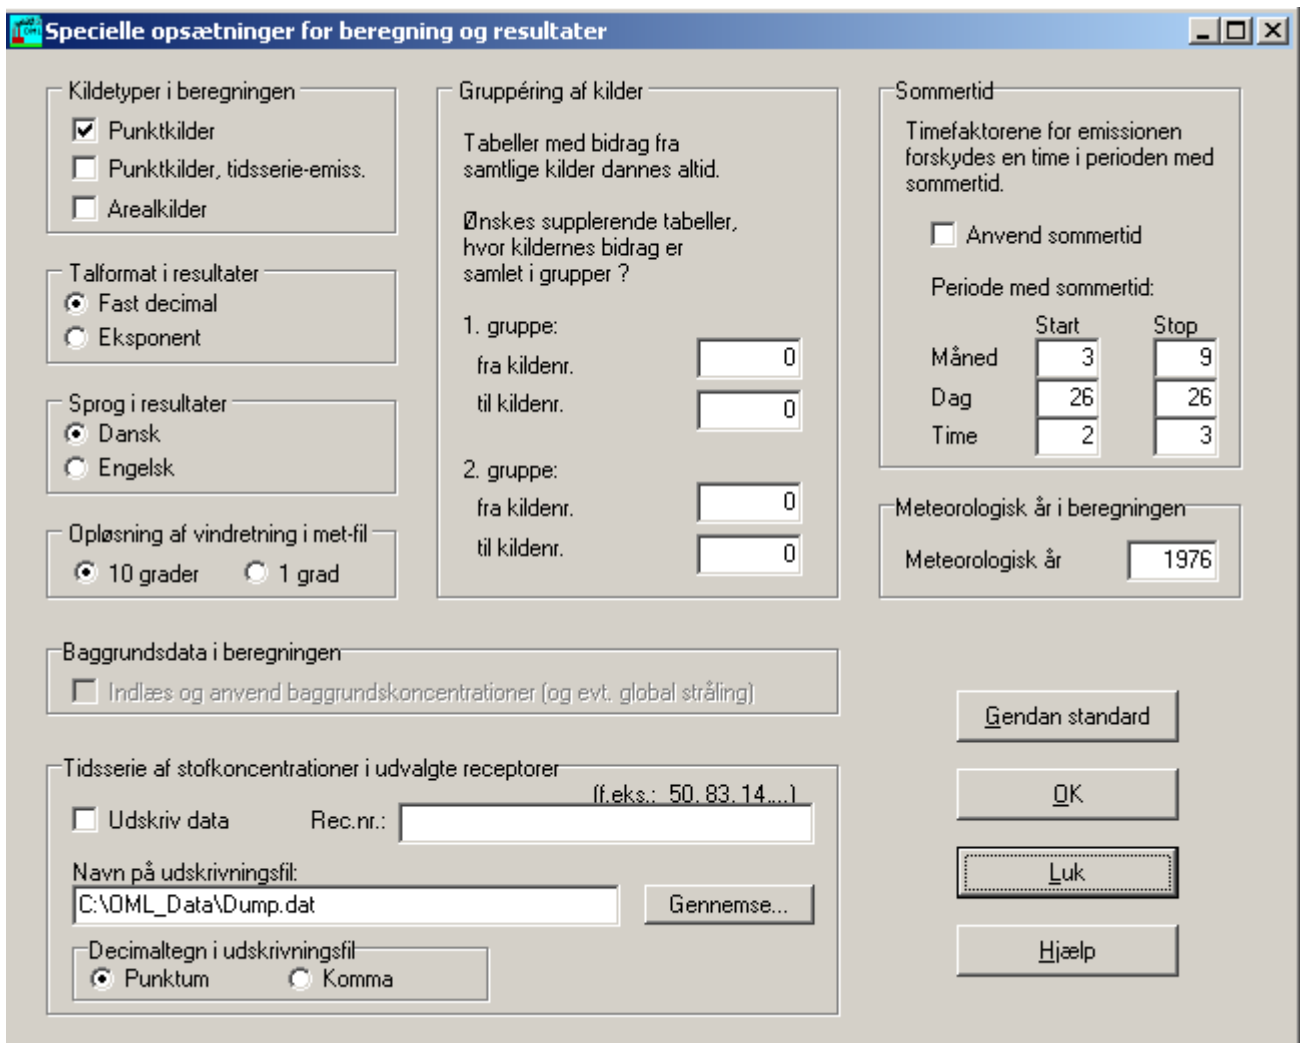 Specielle opsætninger for beregning og resultater
Kildetyper i beregningen
Punktkilder
Punktkilder, tidsserie-emiss.
Arealkilder
Talformat i resultater
Fast decimal
Eksponent
Sprog i resultater
Dansk
Engelsk
Opløsning af vindretning i met-fil
10 grader 1 grad
Gruppéring af kilder
Tabeller med bidrag fra
samtlige kilder dannes altid.
Ønskes supplerende tabeller,
hvor kildernes bidrag er
samlet i grupper ?
1. gruppe:
fra kildenr. 0
til kildenr. 0
2. gruppe:
fra kildenr. 0
til kildenr. 0
Sommertid
Timefaktorene for emissionen
forskydes en time i perioden med
sommertid.
Anvend sommertid
Periode med sommertid:
Start Stop
Måned 3 9
Dag 26 26
Time 2 3
Meteorologisk år i beregningen
Meteorologisk år 1976
Baggrundsdata i beregningen
Indlæs og anvend baggrundskoncentrationer (og evt. global stråling)
Tidsserie af stofkoncentrationer i udvalgte receptorer
(f.eks.: 50, 83, 14....)
Udskriv data Rec.nr.:
Navn på udskrivningsfil:
C:\OML_Data\Dump.dat Gennemse...
Decimaltegn i udskrivningsfil
Punktum Komma
Gendan standard
OK
Luk
Hjælp